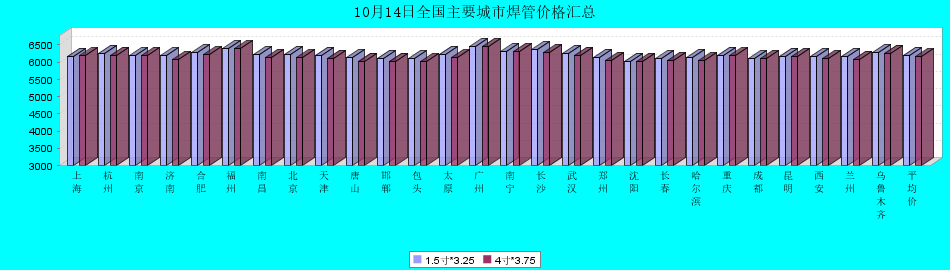 10月14日全国主要城市焊管价格汇总
6500
6000
5500
5000
4500
4000
3500
3000
上海
杭州
南京
济南
合肥
福州
南昌
北京
天津
唐山
邯郸
包头
太原
广州
南宁
长沙
武汉
郑州
沈阳
长春
哈尔滨
重庆
成都
昆明
西安
兰州
乌鲁木齐
平均价
1.5寸*3.25
4寸*3.75